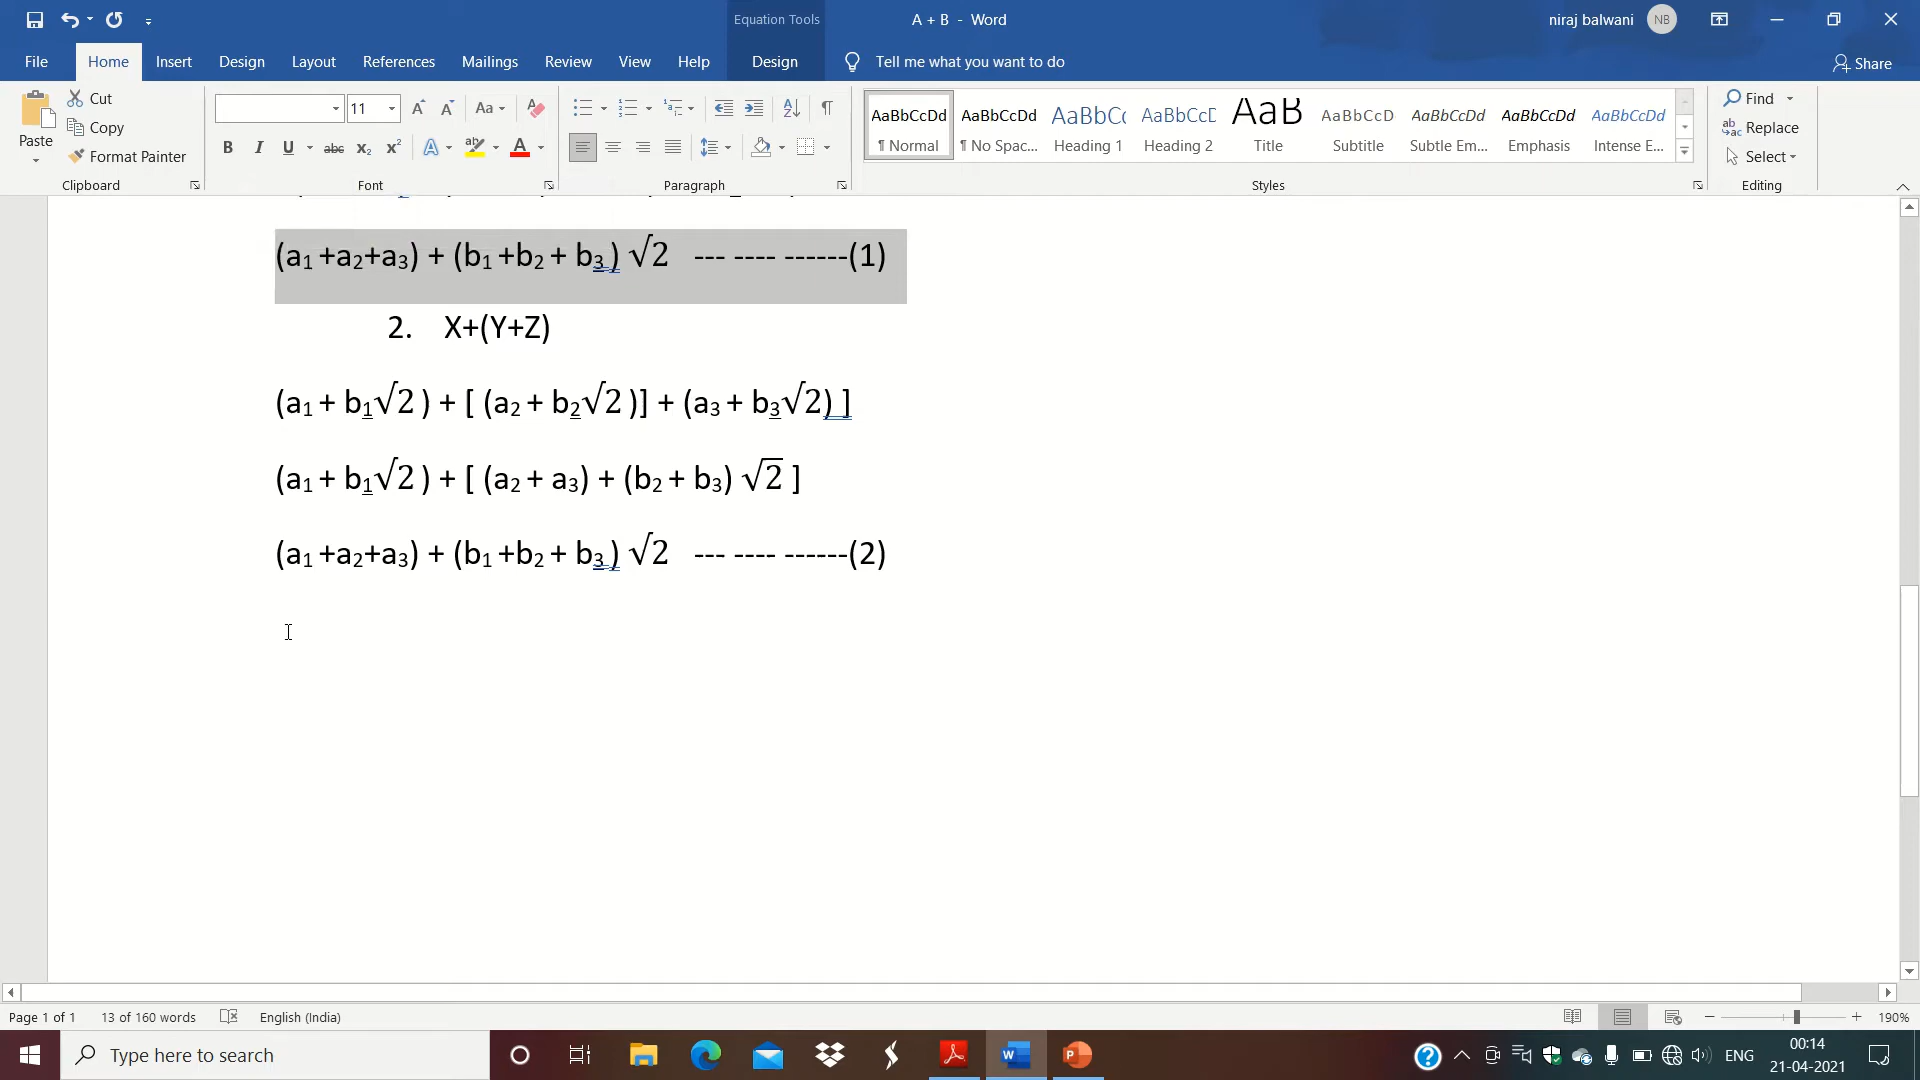 Equation Tools
A + B - Word
niraj balwani NB
File Home Insert Design Layout References Mailings Review View Help Design Tell me what you want to do Share
Paste
Cut
Copy
Format Painter
Clipboard
11
Aa
B I U abc x₂ x² A A
Font
Paragraph
AaBbCcDd AaBbCcDd AaBbCc AaBbCcD AaB AaBbCcD AaBbCcDd AaBbCcDd AaBbCcDd
¶ Normal ¶ No Spac... Heading 1 Heading 2 Title Subtitle Subtle Em... Emphasis Intense E...
Styles
Find
Replace
Select
Editing
(a₁ +a₂+a₃) + (b₁ +b₂ + b₃ ) √2 --- ---- ------(1)
2. X+(Y+Z)
(a₁ + b₁√2 ) + [ (a₂ + b₂√2 )] + (a₃ + b₃√2) ]
(a₁ + b₁√2 ) + [ (a₂ + a₃) + (b₂ + b₃) √2 ]
(a₁ +a₂+a₃) + (b₁ +b₂ + b₃ ) √2 --- ---- ------(2)
Page 1 of 1 13 of 160 words English (India) 190%
Type here to search
ENG
00:14
21-04-2021